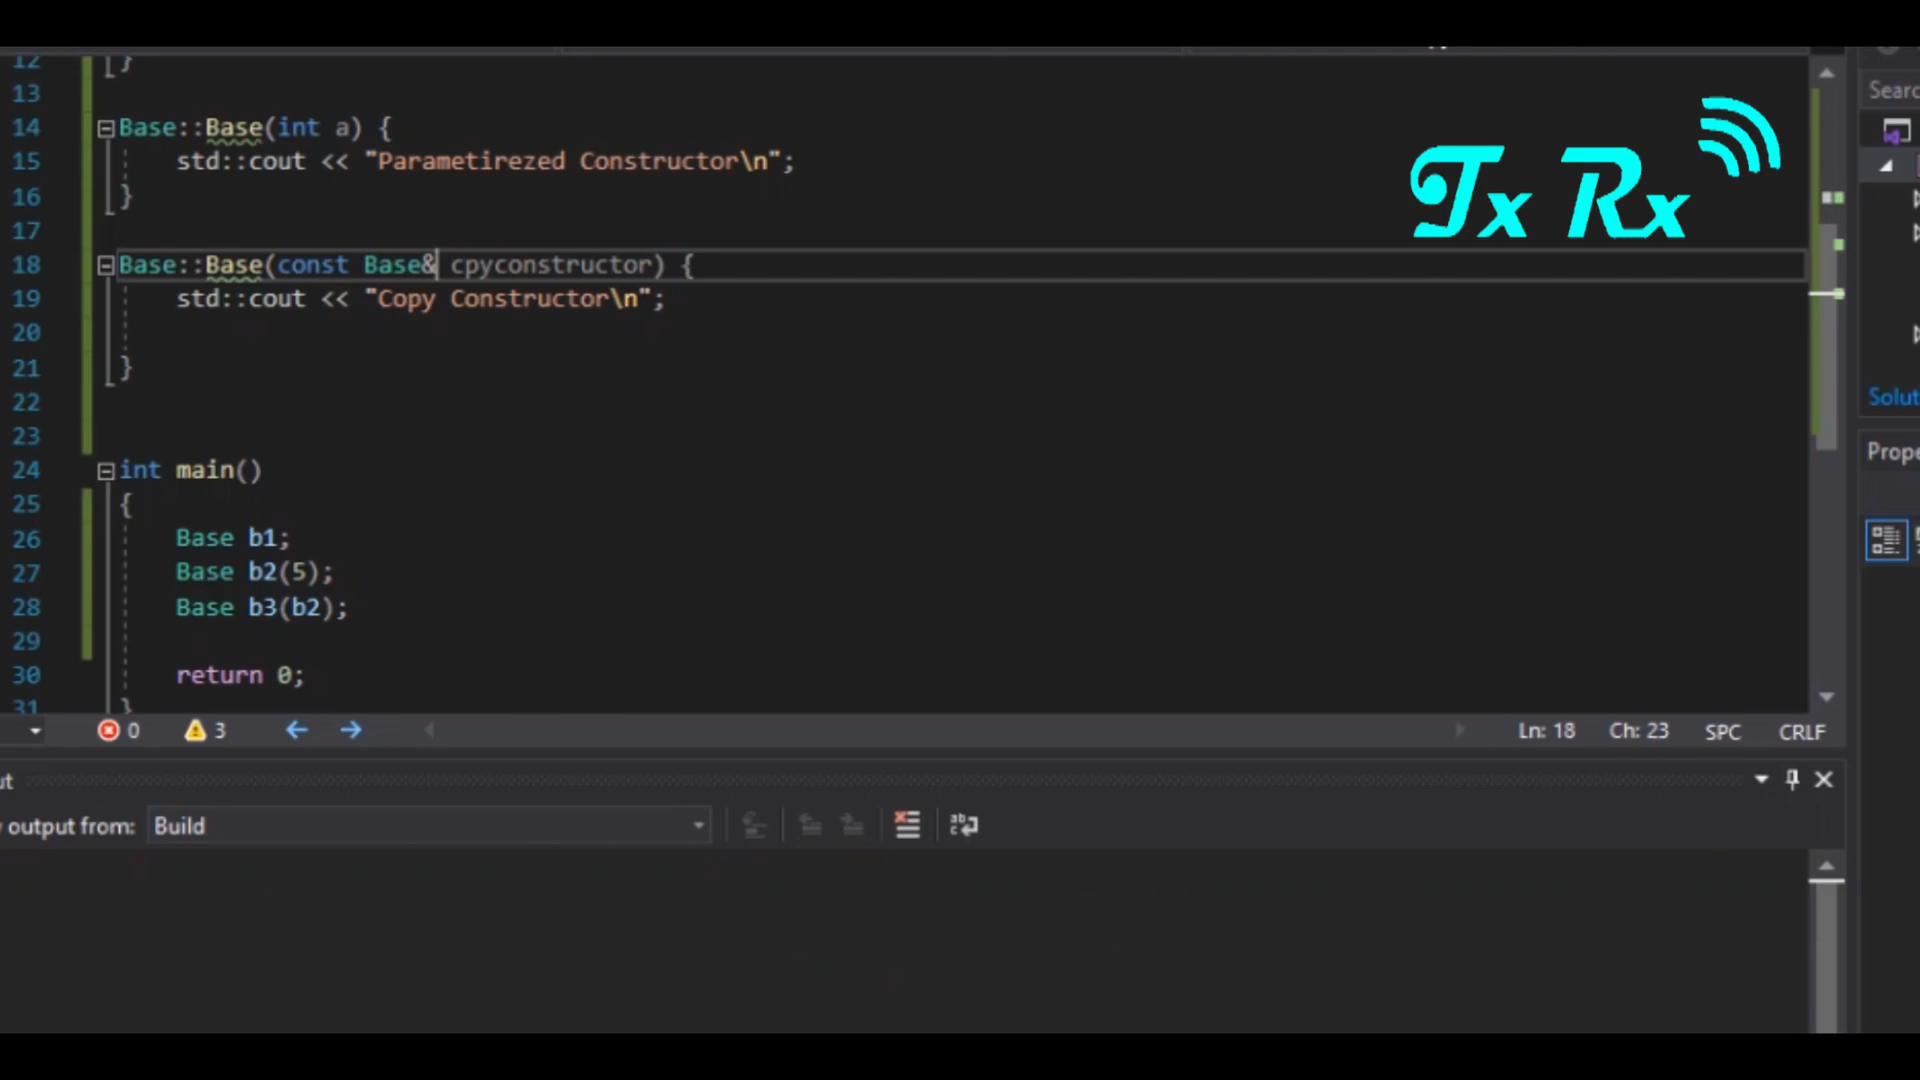 12 }
13
14 Base::Base(int a) {
15 std::cout << "Parametirezed Constructor\n";
16 }
17
18 Base::Base(const Base& cpyconstructor) {
19 std::cout << "Copy Constructor\n";
20
21 }
22
23
24 int main()
25 {
26 Base b1;
27 Base b2(5);
28 Base b3(b2);
29
30 return 0;
31 }
Tx Rx
Searc
Solut
Prope
0 3 Ln: 18 Ch: 23 SPC CRLF
ut
output from: Build